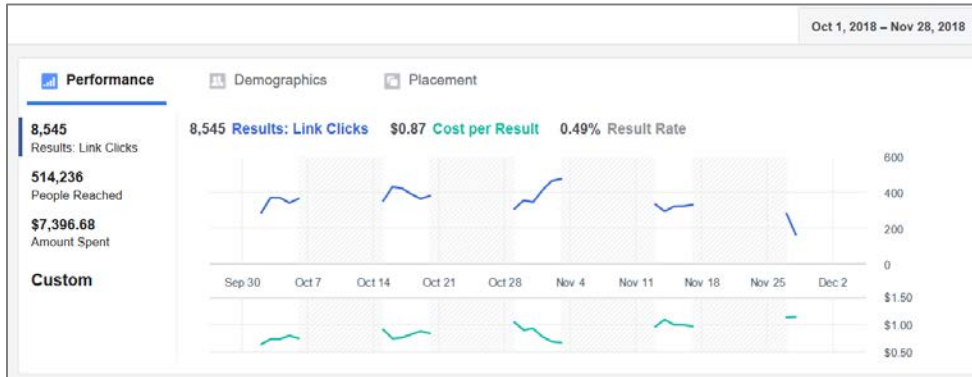 Oct 1, 2018 – Nov 28, 2018
Performance
Demographics
Placement
8,545
Results: Link Clicks
514,236
People Reached
$7,396.68
Amount Spent
Custom
8,545 Results: Link Clicks $0.87 Cost per Result 0.49% Result Rate
600
400
200
0
Sep 30 Oct 7 Oct 14 Oct 21 Oct 28 Nov 4 Nov 11 Nov 18 Nov 25 Dec 2
$1.50
$1.00
$0.50